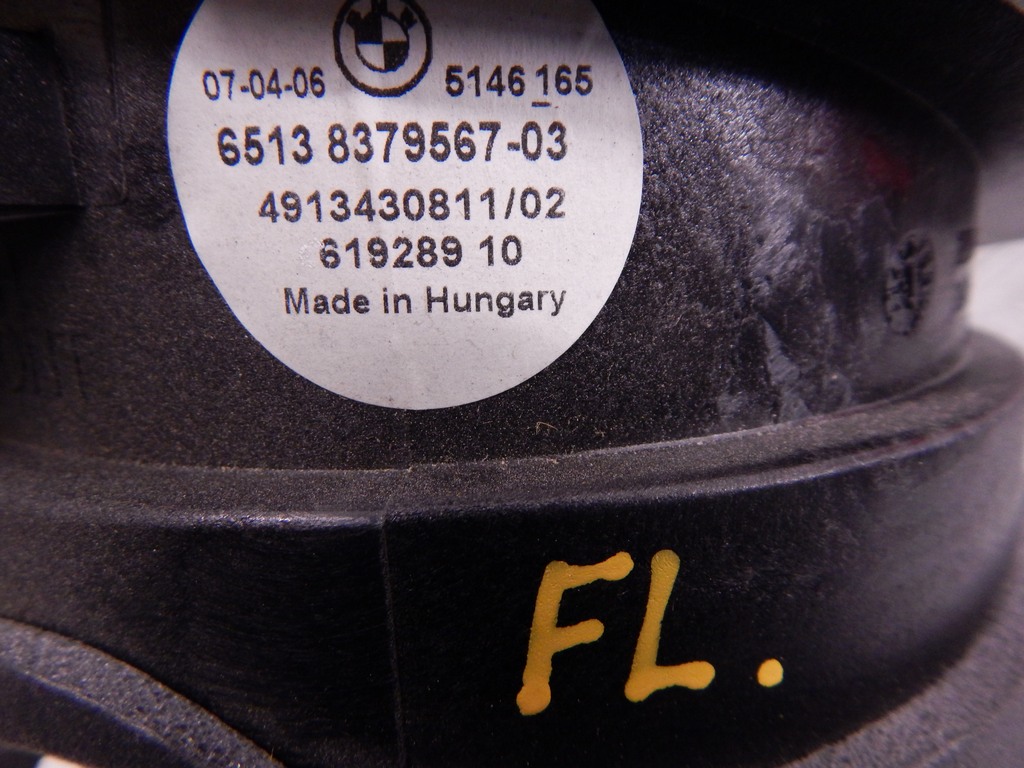 07-04-06 5146 165
6513 8379567-03
4913430811/02
619289 10
Made in Hungary
FL.